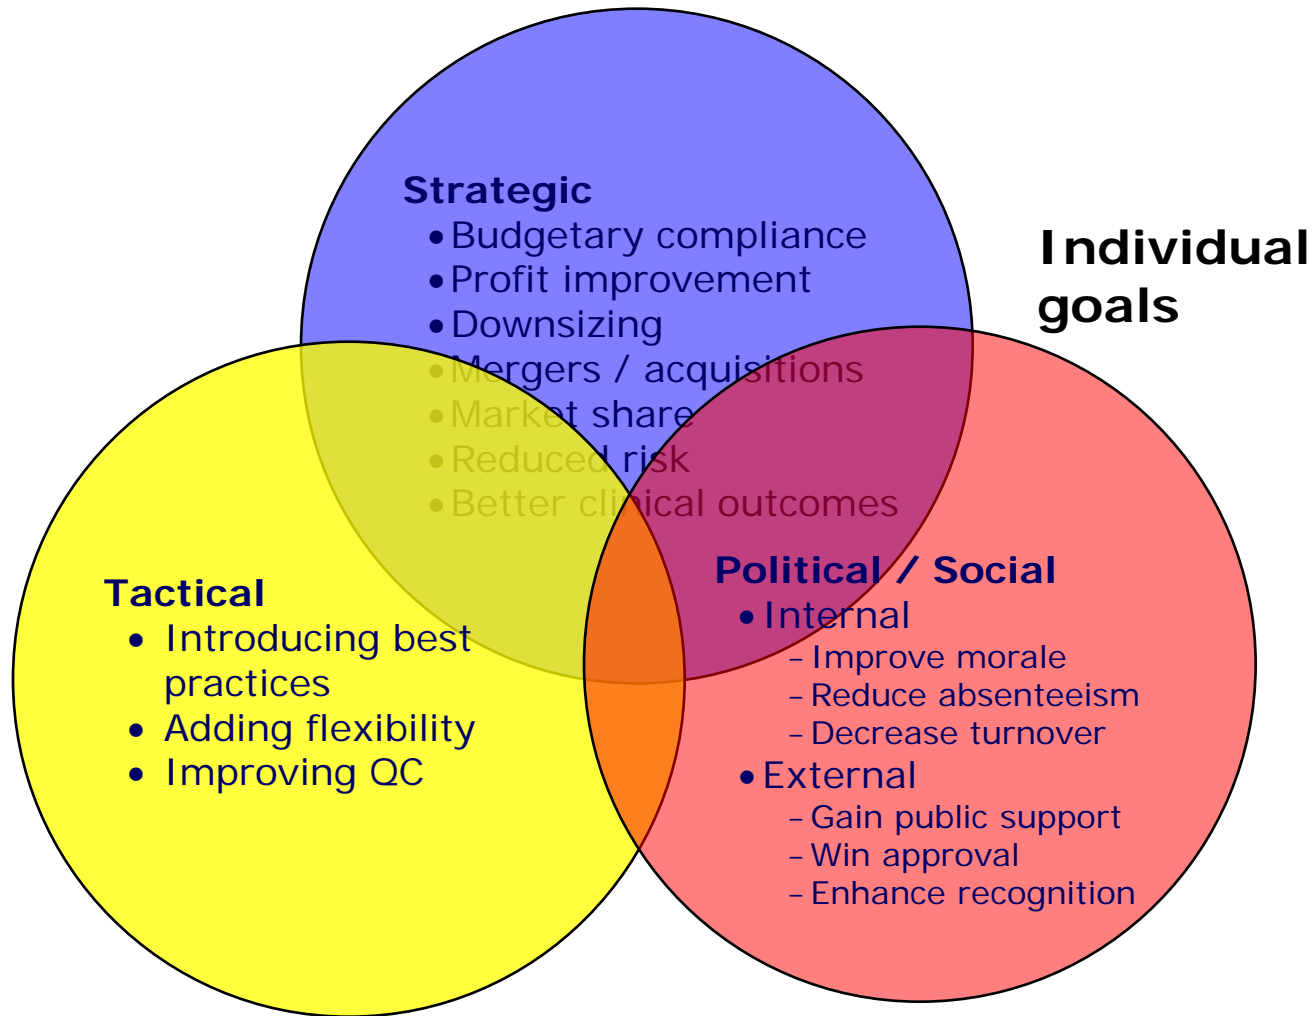 Strategic
• Budgetary compliance
• Profit improvement
• Downsizing
• Mergers / acquisitions
• Market share
• Reduced risk
• Better clinical outcomes
Individual
goals
Tactical
• Introducing best
practices
• Adding flexibility
• Improving QC
Political / Social
• Internal
– Improve morale
– Reduce absenteeism
– Decrease turnover
• External
– Gain public support
– Win approval
– Enhance recognition